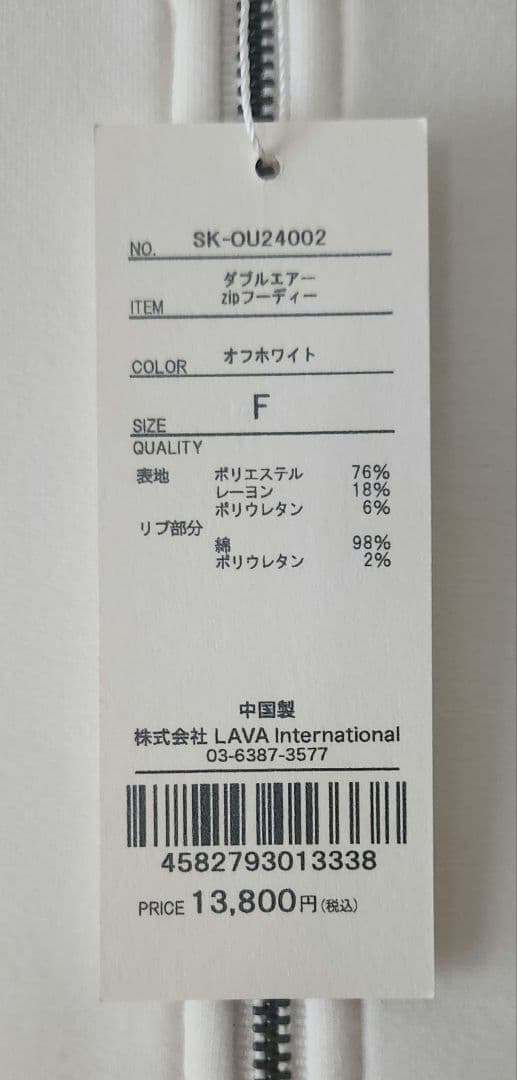 NO. SK-OU24002
ダブルエアー
ITEM zipフーディー
COLOR オフホワイト
SIZE F
QUALITY
表地 ポリエステル 76%
レーヨン 18%
ポリウレタン 6%
リブ部分
綿 98%
ポリウレタン 2%
中国製
株式会社 LAVA International
03-6387-3577
4582793013338
PRICE 13,800円(税込)